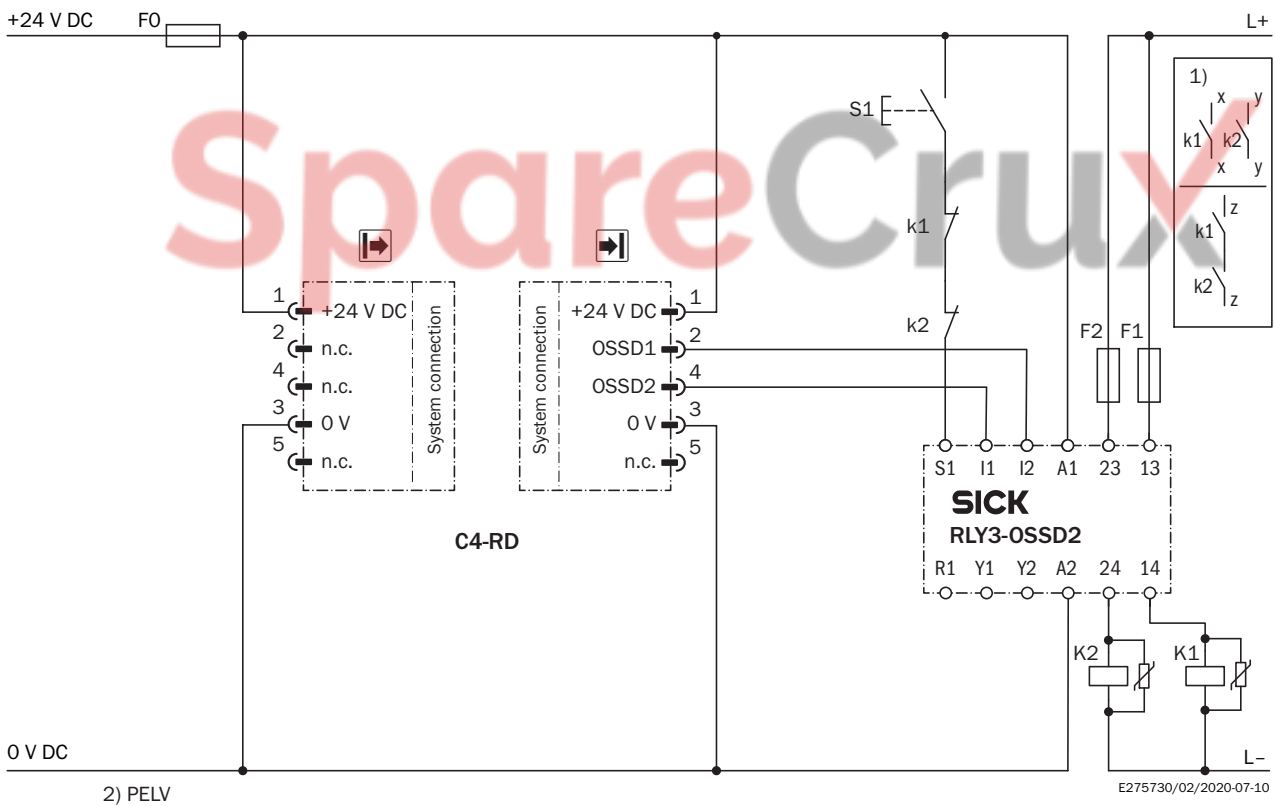 +24 V DC
F0
L+
1)
x y
k1 k2
x y
z
k1
k2
z
S1
k1
k2
SpareCrux
1
+24 V DC
2
n.c.
4
n.c.
3
0 V
5
n.c.
System connection
System connection
+24 V DC
1
OSSD1
2
OSSD2
4
0 V
3
n.c.
5
C4-RD
F2 F1
S1 I1 I2 A1 23 13
SICK
RLY3-OSSD2
R1 Y1 Y2 A2 24 14
K2 K1
0 V DC
L–
2) PELV
E275730/02/2020-07-10